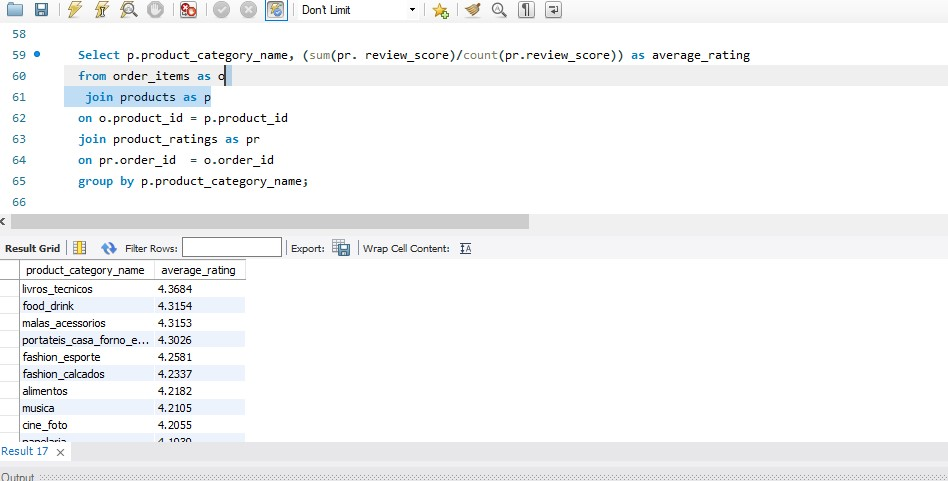 Don't Limit
58
59 Select p.product_category_name, (sum(pr. review_score)/count(pr.review_score)) as average_rating
60 from order_items as o
61 join products as p
62 on o.product_id = p.product_id
63 join product_ratings as pr
64 on pr.order_id  = o.order_id
65 group by p.product_category_name;
66
Result Grid Filter Rows: Export: Wrap Cell Content: IA
product_category_name average_rating
livros_tecnicos 4.3684
food_drink 4.3154
malas_acessorios 4.3153
portateis_casa_forno_e... 4.3026
fashion_esporte 4.2581
fashion_calcados 4.2337
alimentos 4.2182
musica 4.2105
cine_foto 4.2055
Result 17 ×
Output